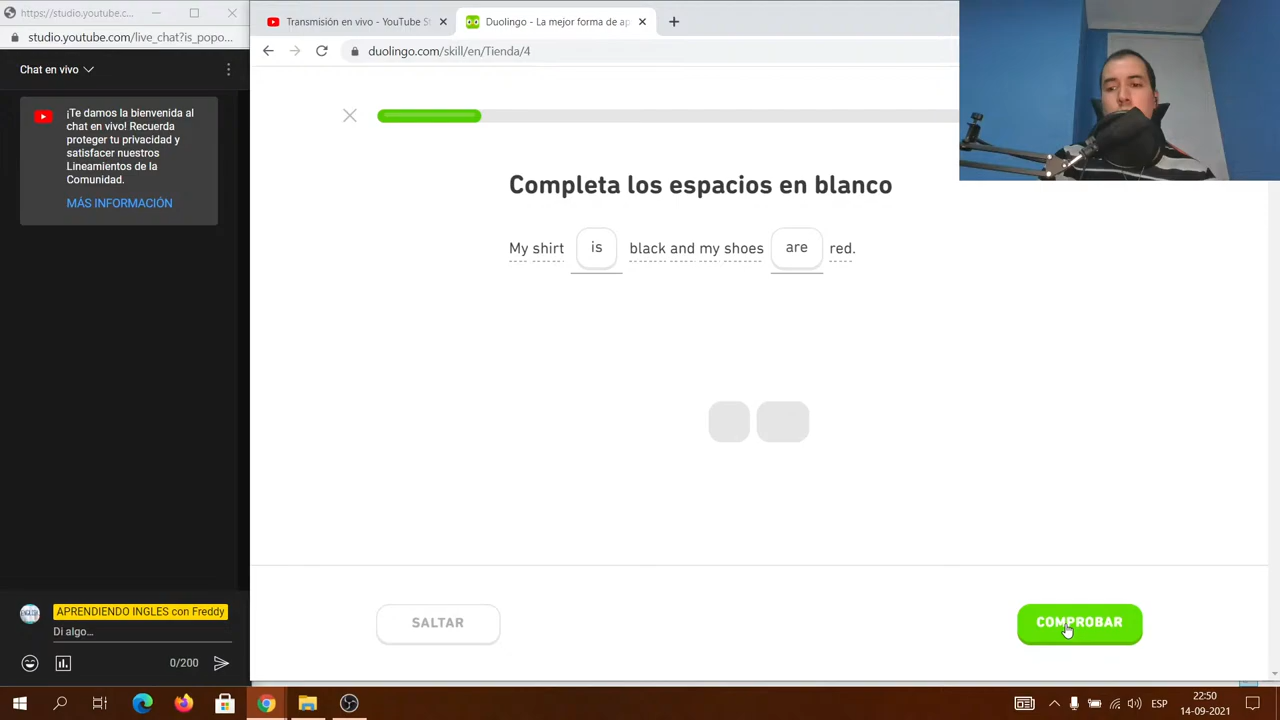 https://studio.youtube.com/live_chat?is_popo...
studio.youtube.com/live_chat?is_popo...
Chat en vivo
¡Te damos la bienvenida al
chat en vivo! Recuerda
proteger tu privacidad y
satisfacer nuestros
Lineamientos de la
Comunidad.
MÁS INFORMACIÓN
APRENDIENDO INGLES con Freddy
Di algo...
0/200
Transmisión en vivo - YouTube S
Duolingo - La mejor forma de ap
duolingo.com/skill/en/Tienda/4
Completa los espacios en blanco
My shirt is black and my shoes are red.
SALTAR
COMPROBAR
ESP
22:50
14-09-2021